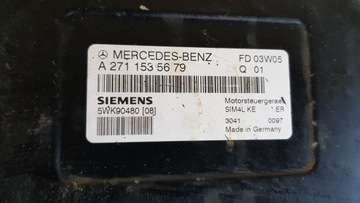 MERCEDES-BENZ FD 03W05
A 271 153 56 79 Q 01
SIEMENS Motorsteuergerae
5WK90480 [08] SIM4L KE ER
3041 0097
Made in Germany